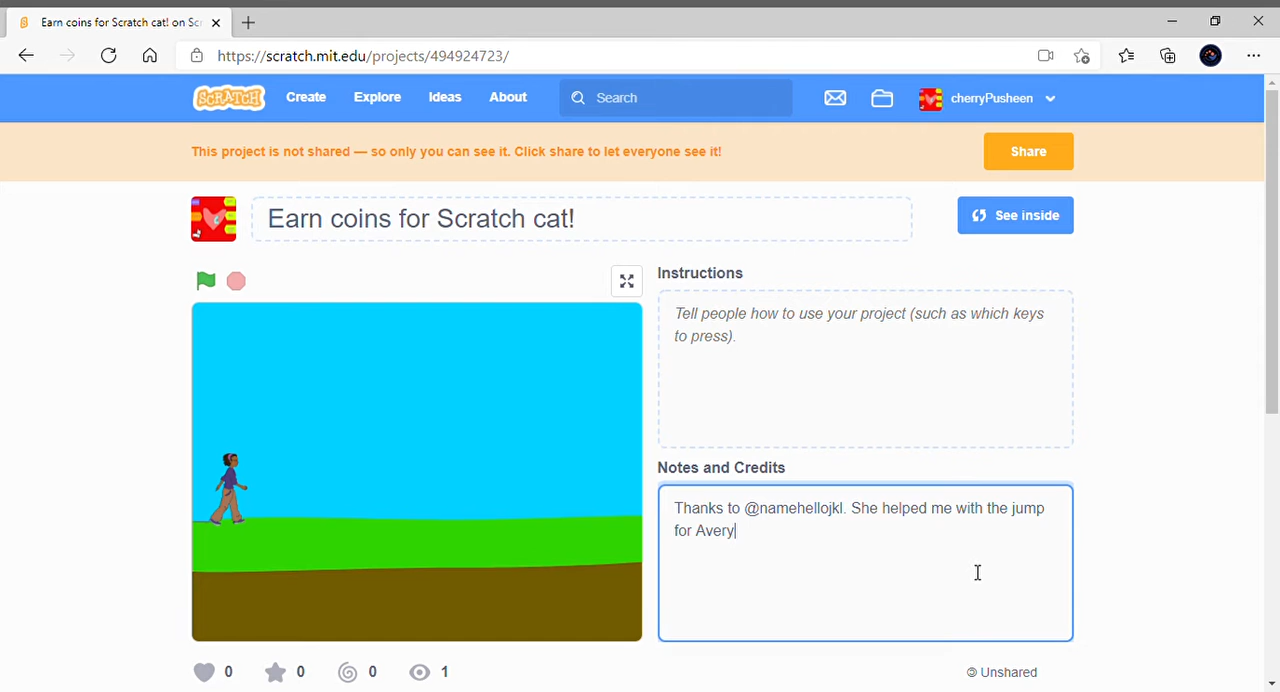 Earn coins for Scratch cat! on Scr
https://scratch.mit.edu/projects/494924723/
SCRATCH Create Explore Ideas About Search cherryPusheen
This project is not shared — so only you can see it. Click share to let everyone see it! Share
Earn coins for Scratch cat! See inside
Instructions
Tell people how to use your project (such as which keys
to press).
Notes and Credits
Thanks to @namehellojkl. She helped me with the jump
for Avery
0 0 0 1 Unshared